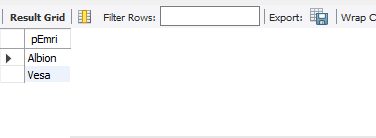 Result Grid Filter Rows: Export: Wrap C
pEmri
Albion
Vesa